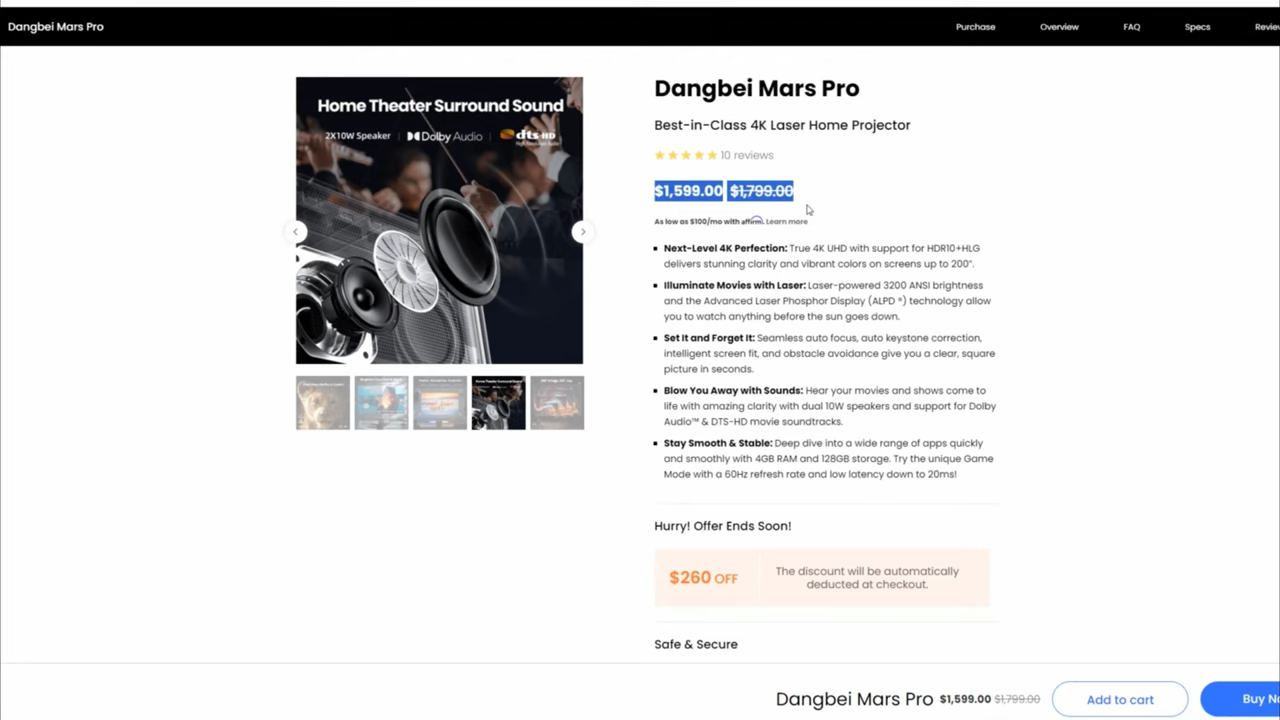 Dangbei Mars Pro
Purchase
Overview
FAQ
Specs
Home Theater Surround Sound
2X10W Speaker | Dolby Audio | dts-HD
High Resolution Audio
Dangbei Mars Pro
Best-in-Class 4K Laser Home Projector
10 reviews
$1,599.00 $1,799.00
As low as $100/mo with affirm. Learn more
Next-Level 4K Perfection: True 4K UHD with support for HDR10+HLG
delivers stunning clarity and vibrant colors on screens up to 200”.
Illuminate Movies with Laser: Laser-powered 3200 ANSI brightness
and the Advanced Laser Phosphor Display (ALPD ®) technology allow
you to watch anything before the sun goes down.
Set It and Forget It: Seamless auto focus, auto keystone correction,
intelligent screen fit, and obstacle avoidance give you a clear, square
picture in seconds.
Blow You Away with Sounds: Hear your movies and shows come to
life with amazing clarity with dual 10W speakers and support for Dolby
Audio™ & DTS-HD movie soundtracks.
Stay Smooth & Stable: Deep dive into a wide range of apps quickly
and smoothly with 4GB RAM and 128GB storage. Try the unique Game
Mode with a 60Hz refresh rate and low latency down to 20ms!
Hurry! Offer Ends Soon!
$260 OFF
The discount will be automatically
deducted at checkout.
Safe & Secure
Dangbei Mars Pro $1,599.00 $1,799.00
Add to cart
Buy